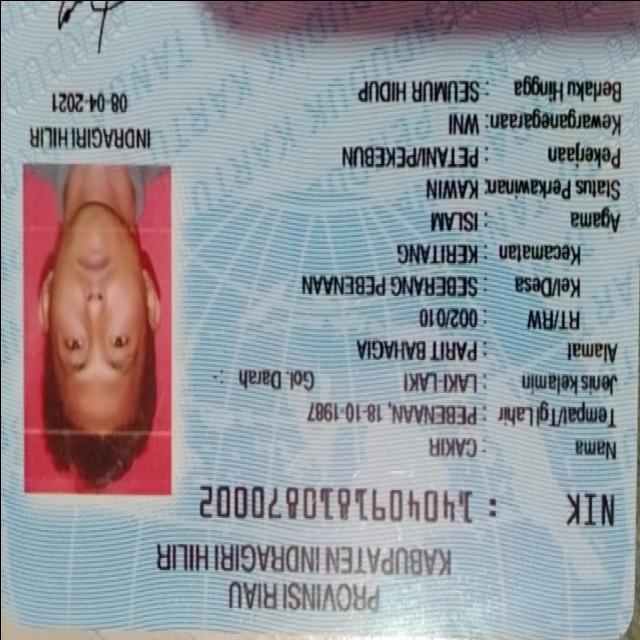 PROVINSI RIAU
KABUPATEN INDRAGIRI HILIR
NIK : 1404091810870002
Nama : CAKIR
Tempat/Tgl Lahir : PEBENAAN, 18-10-1987
Jenis kelamin : LAKI-LAKI Gol. Darah : -
Alamat : PARIT BAHAGIA
RT/RW : 002/010
Kel/Desa : SEBERANG PEBENAAN
Kecamatan : KERITANG
Agama : ISLAM
Status Perkawinan: KAWIN
Pekerjaan : PETANI/PEKEBUN
Kewarganegaraan: WNI
Berlaku Hingga : SEUMUR HIDUP
INDRAGIRI HILIR
08-04-2021